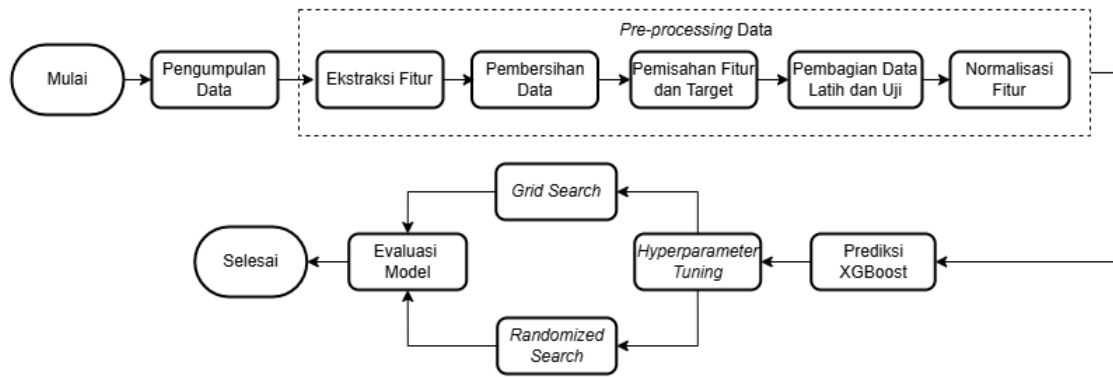 Pre-processing Data
Mulai
Pengumpulan
Data
Ekstraksi Fitur
Pembersihan
Data
Pemisahan Fitur
dan Target
Pembagian Data
Latih dan Uji
Normalisasi
Fitur
Grid Search
Selesai
Evaluasi
Model
Hyperparameter
Tuning
Prediksi
XGBoost
Randomized
Search